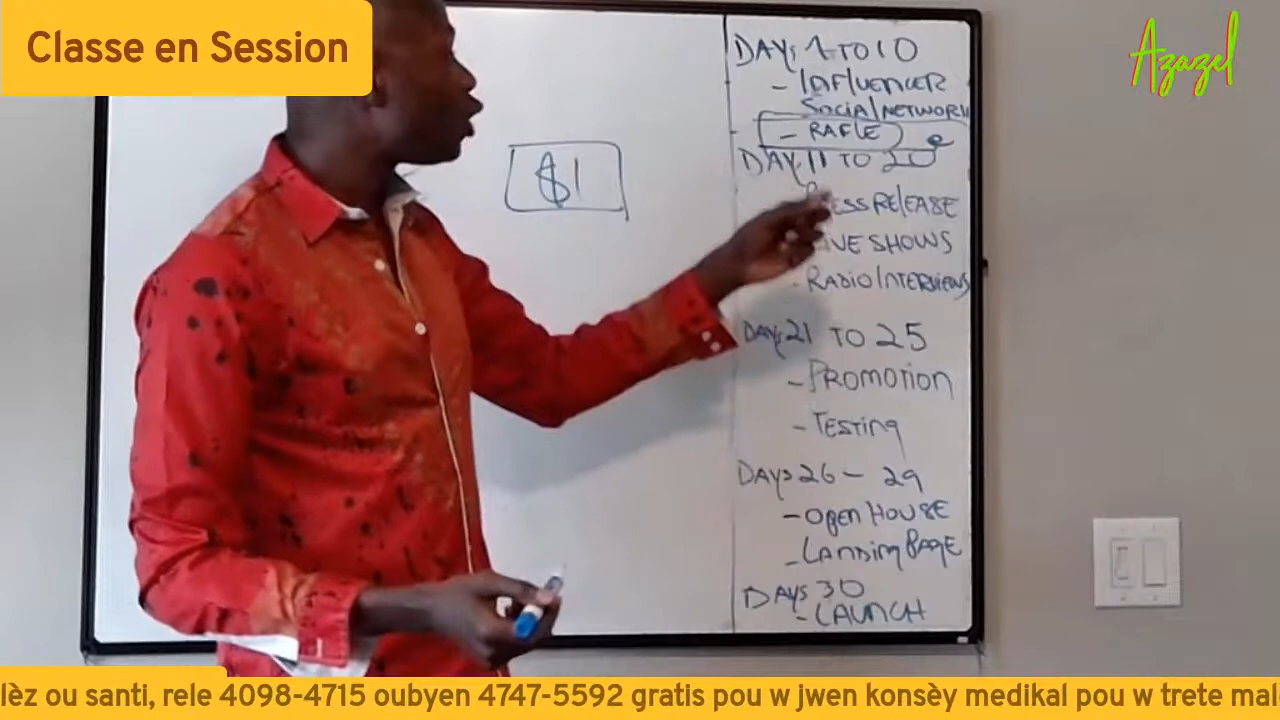 Classe en Session
Azazel
$1
DAYS 1 TO 10
- INFLUENCER
SOCIAL NETWORK
- RAFLE
DAY 11 TO 20
PRESS RELEASE
LIVE SHOWS
- RADIO INTERVIEWS
DAYS 21 TO 25
- PROMOTION
- TESTING
DAYS 26 - 29
- OPEN HOUSE
- LANDING PAGE
DAYS 30
- LAUNCH
lèz ou santi, rele 4098-4715 oubyen 4747-5592 gratis pou w jwen konsèy medikal pou w trete mal